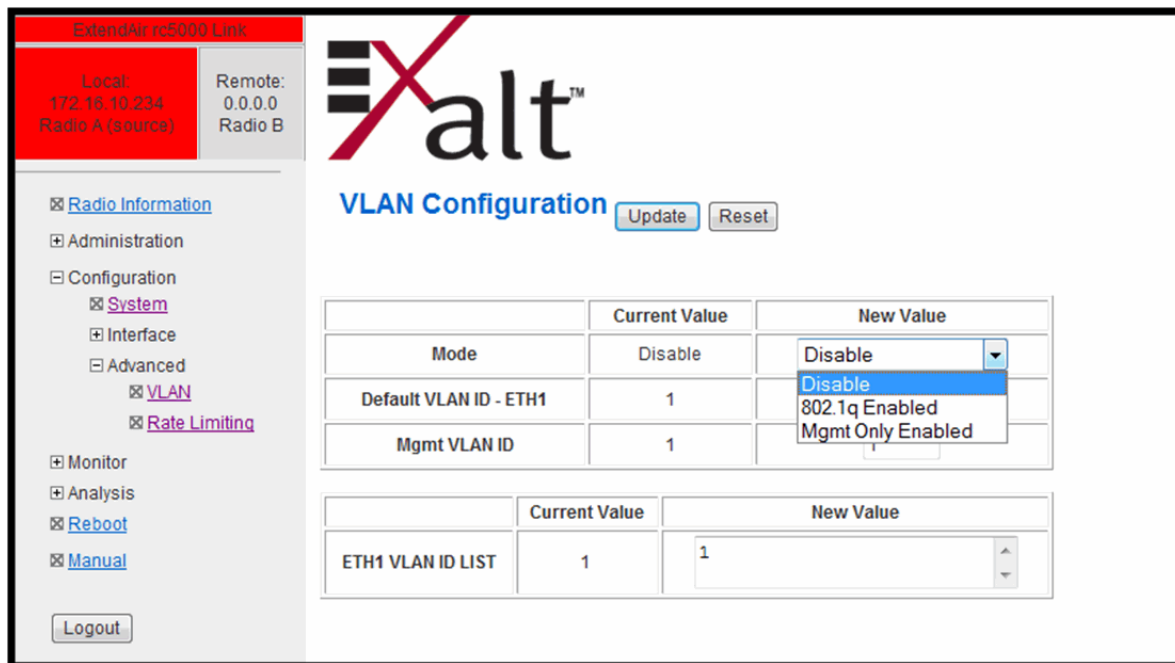 ExtendAir rc5000 Link
Local:
172.16.10.234
Radio A (source)
Remote:
0.0.0.0
Radio B
Radio Information
Administration
Configuration
System
Interface
Advanced
VLAN
Rate Limiting
Monitor
Analysis
Reboot
Manual
Logout
EXalt™
VLAN Configuration Update Reset
Current Value New Value
Mode Disable Disable
Disable
802.1q Enabled
Mgmt Only Enabled
Default VLAN ID - ETH1 1
Mgmt VLAN ID 1 1
Current Value New Value
ETH1 VLAN ID LIST 1 1